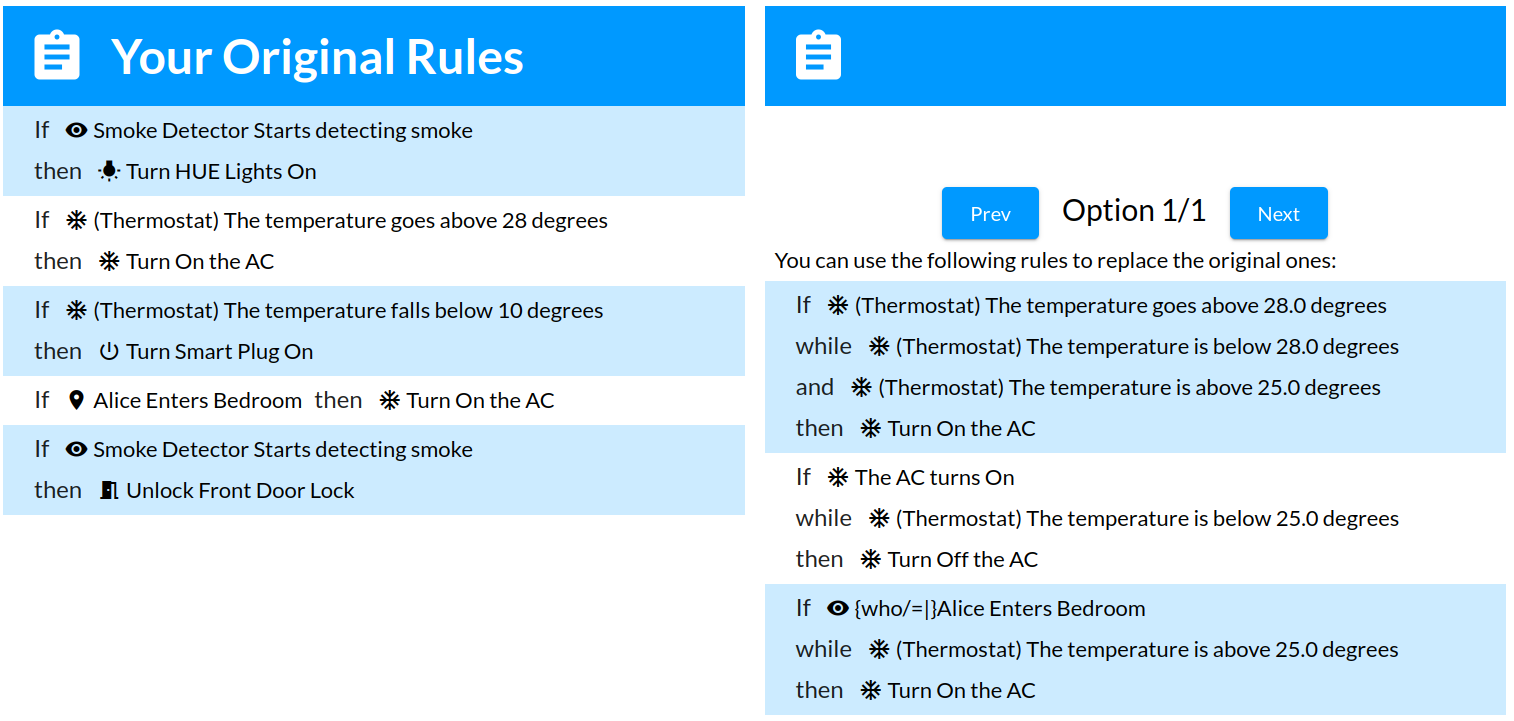 Your Original Rules
If Smoke Detector Starts detecting smoke
then Turn HUE Lights On
If (Thermostat) The temperature goes above 28 degrees
then Turn On the AC
If (Thermostat) The temperature falls below 10 degrees
then Turn Smart Plug On
If Alice Enters Bedroom then Turn On the AC
If Smoke Detector Starts detecting smoke
then Unlock Front Door Lock
Prev Option 1/1 Next
You can use the following rules to replace the original ones:
If (Thermostat) The temperature goes above 28.0 degrees
while (Thermostat) The temperature is below 28.0 degrees
and (Thermostat) The temperature is above 25.0 degrees
then Turn On the AC
If The AC turns On
while (Thermostat) The temperature is below 25.0 degrees
then Turn Off the AC
If {who/=|}Alice Enters Bedroom
while (Thermostat) The temperature is above 25.0 degrees
then Turn On the AC